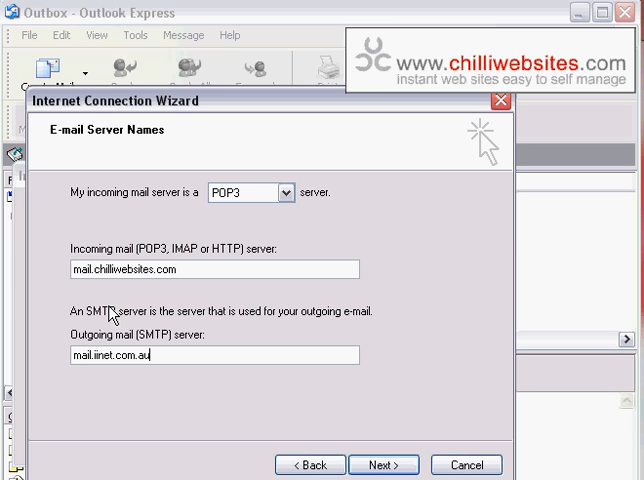 Outbox - Outlook Express
File Edit View Tools Message Help
www.chilliwebsites.com
instant web sites easy to self manage
Internet Connection Wizard
E-mail Server Names
My incoming mail server is a POP3 server.
Incoming mail (POP3, IMAP or HTTP) server:
mail.chilliwebsites.com
An SMTP server is the server that is used for your outgoing e-mail.
Outgoing mail (SMTP) server:
mail.iinet.com.au
< Back Next > Cancel